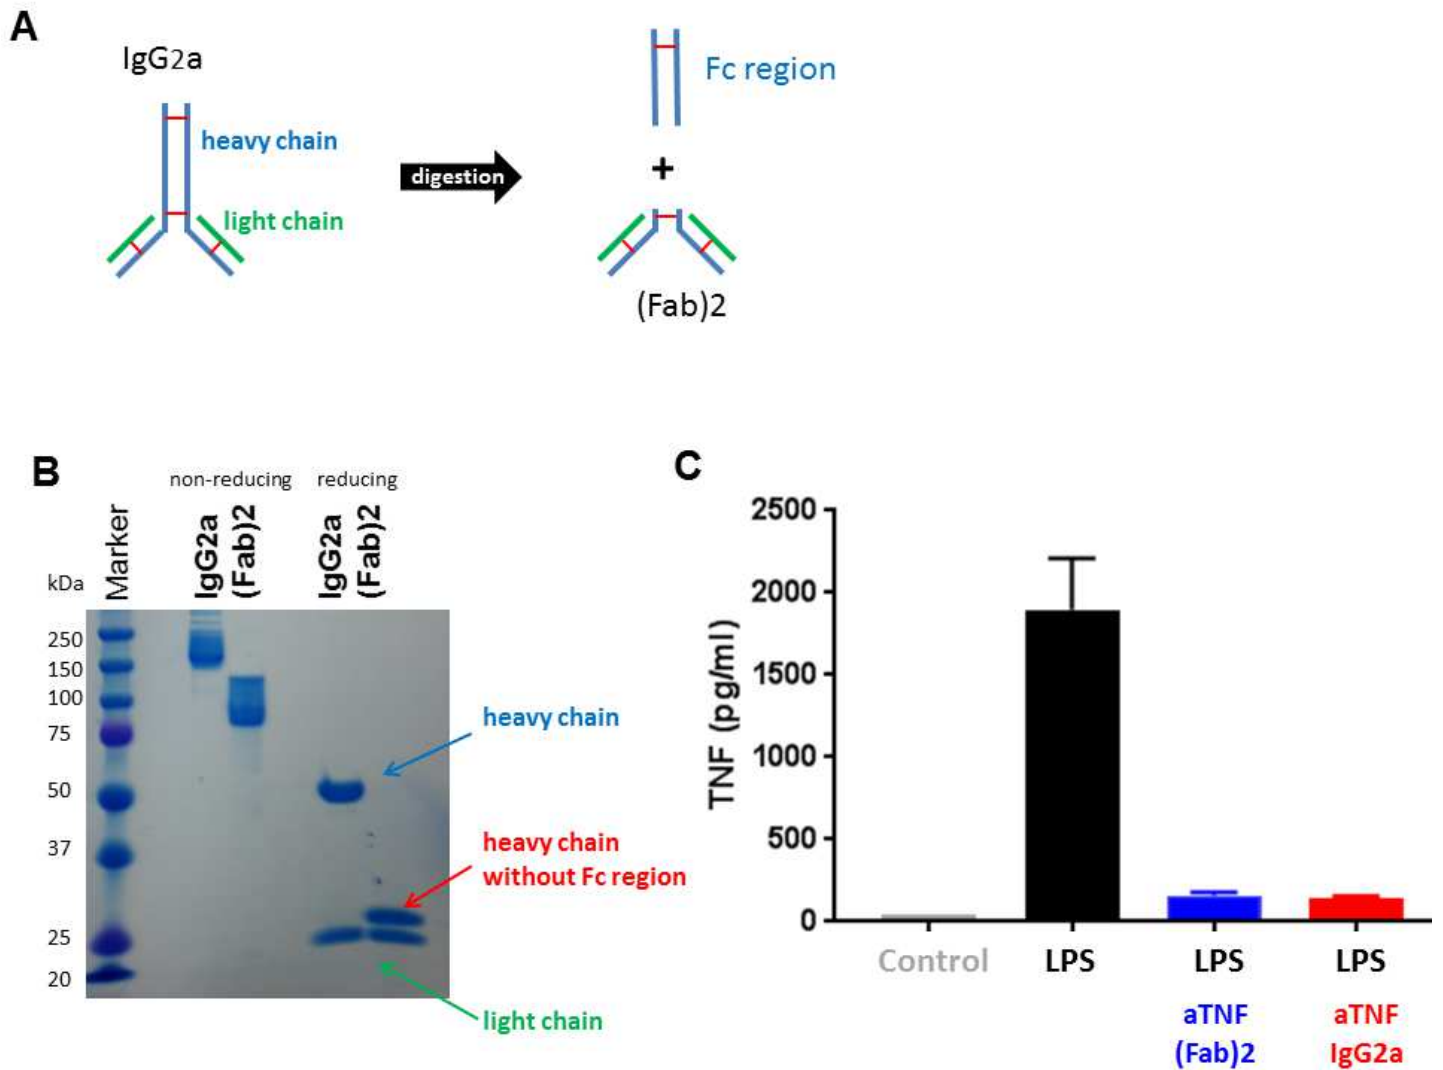 A
IgG2a
heavy chain
light chain
digestion
Fc region
+
(Fab)2
B
non-reducing reducing
Marker
IgG2a
(Fab)2
IgG2a
(Fab)2
kDa
250
150
100
75
50
37
25
20
heavy chain
heavy chain
without Fc region
light chain
C
TNF (pg/ml)
2500
2000
1500
1000
500
0
Control LPS LPS LPS
aTNF aTNF
(Fab)2 IgG2a